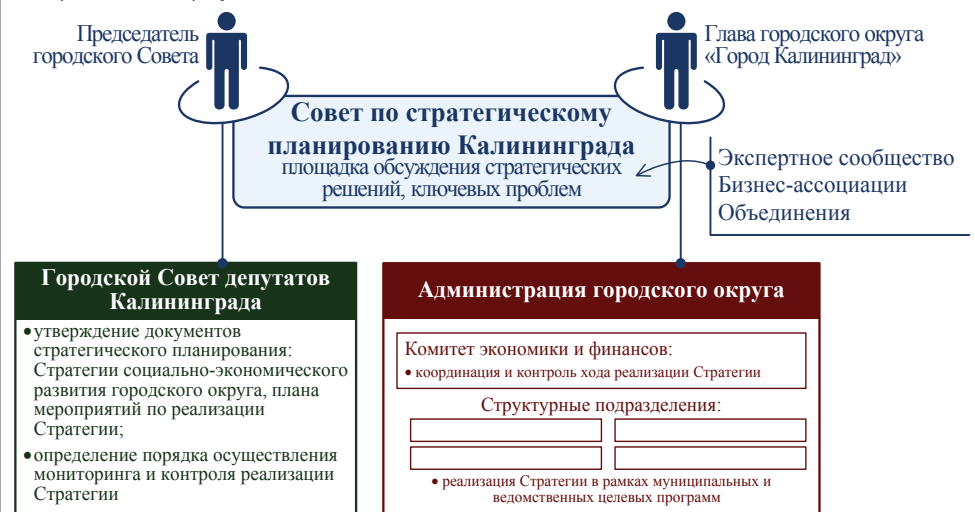 Председатель
городского Совета
Глава городского округа
«Город Калининград»
Совет по стратегическому
планированию Калининграда
площадка обсуждения стратегических
решений, ключевых проблем
Экспертное сообщество
Бизнес-ассоциации
Объединения
Городской Совет депутатов
Калининграда
•утверждение документов
стратегического планирования:
Стратегии социально-экономического
развития городского округа, плана
мероприятий по реализации
Стратегии;
•определение порядка осуществления
мониторинга и контроля реализации
Стратегии
Администрация городского округа
Комитет экономики и финансов:
• координация и контроль хода реализации Стратегии
Структурные подразделения:
• реализация Стратегии в рамках муниципальных и
ведомственных целевых программ